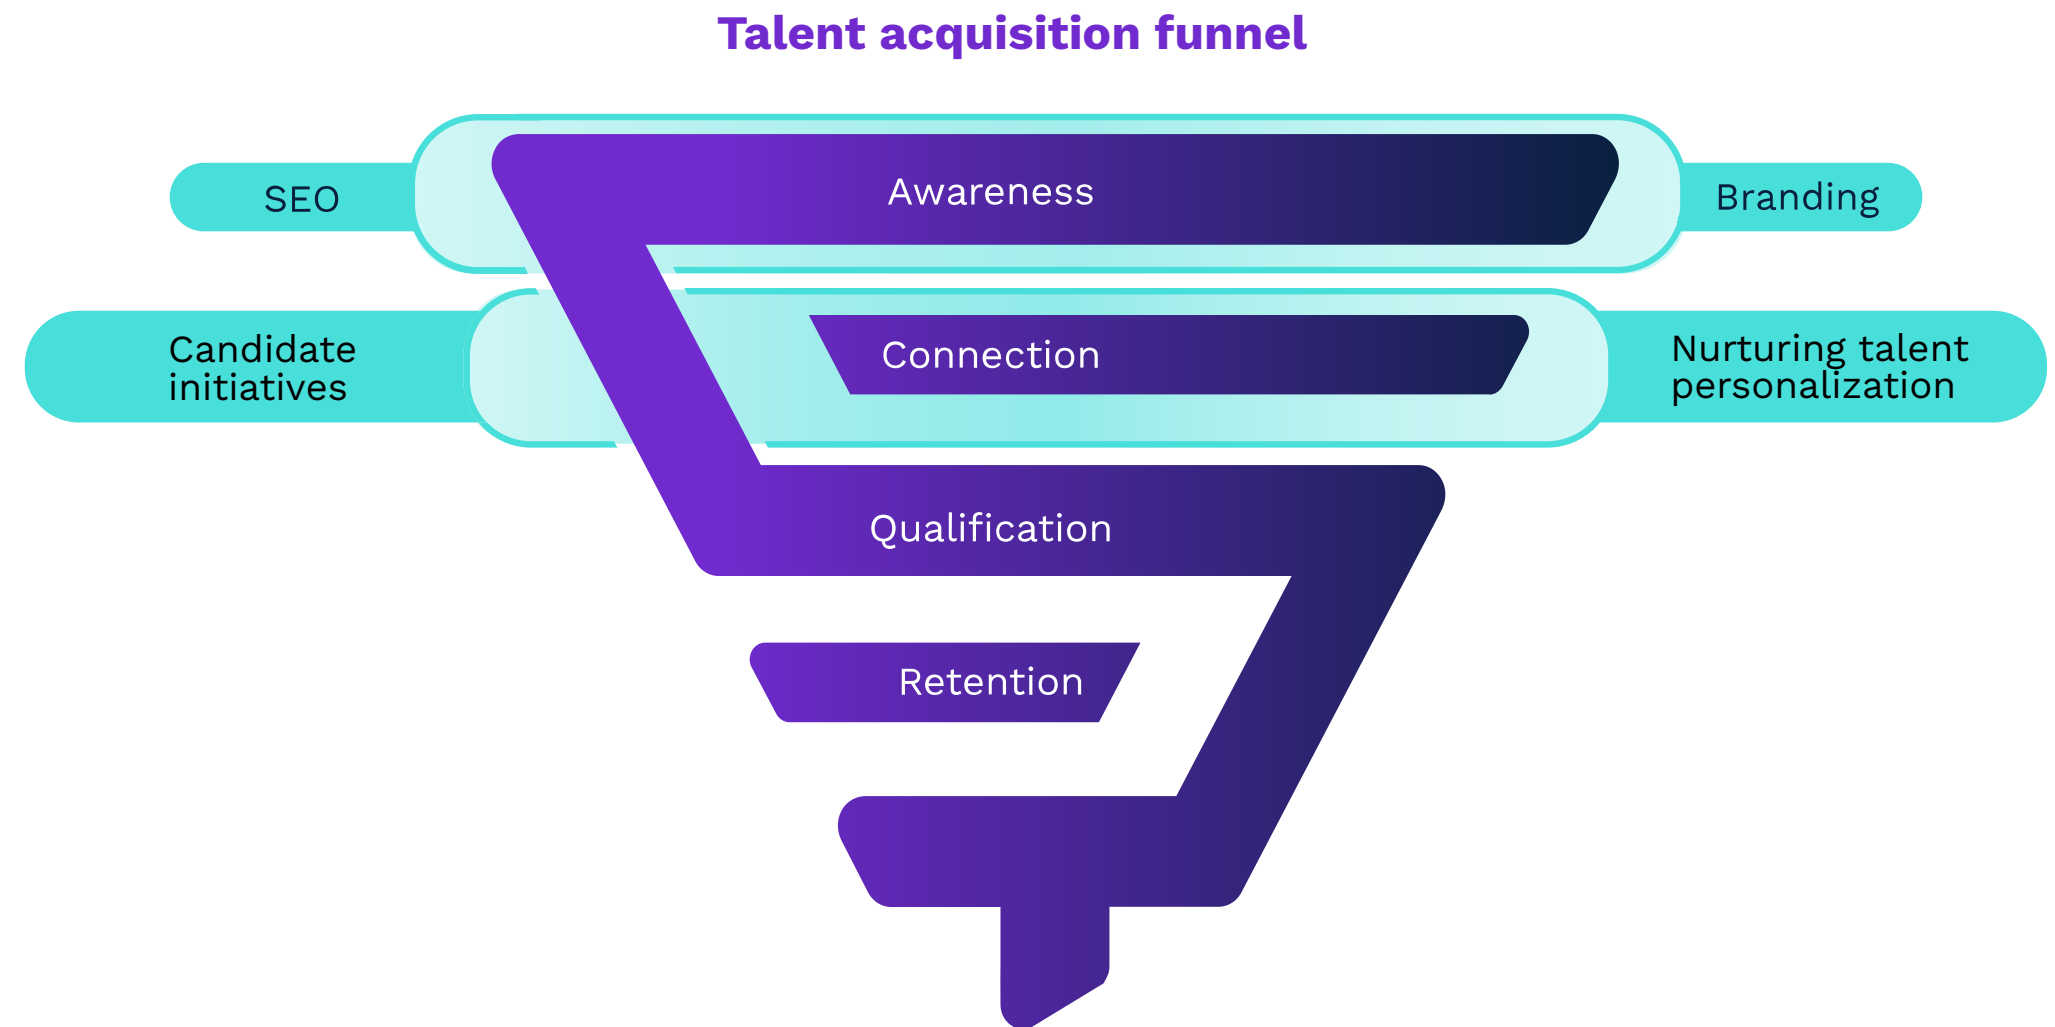 Talent acquisition funnel
SEO
Awareness
Branding
Candidate
initiatives
Connection
Nurturing talent
personalization
Qualification
Retention